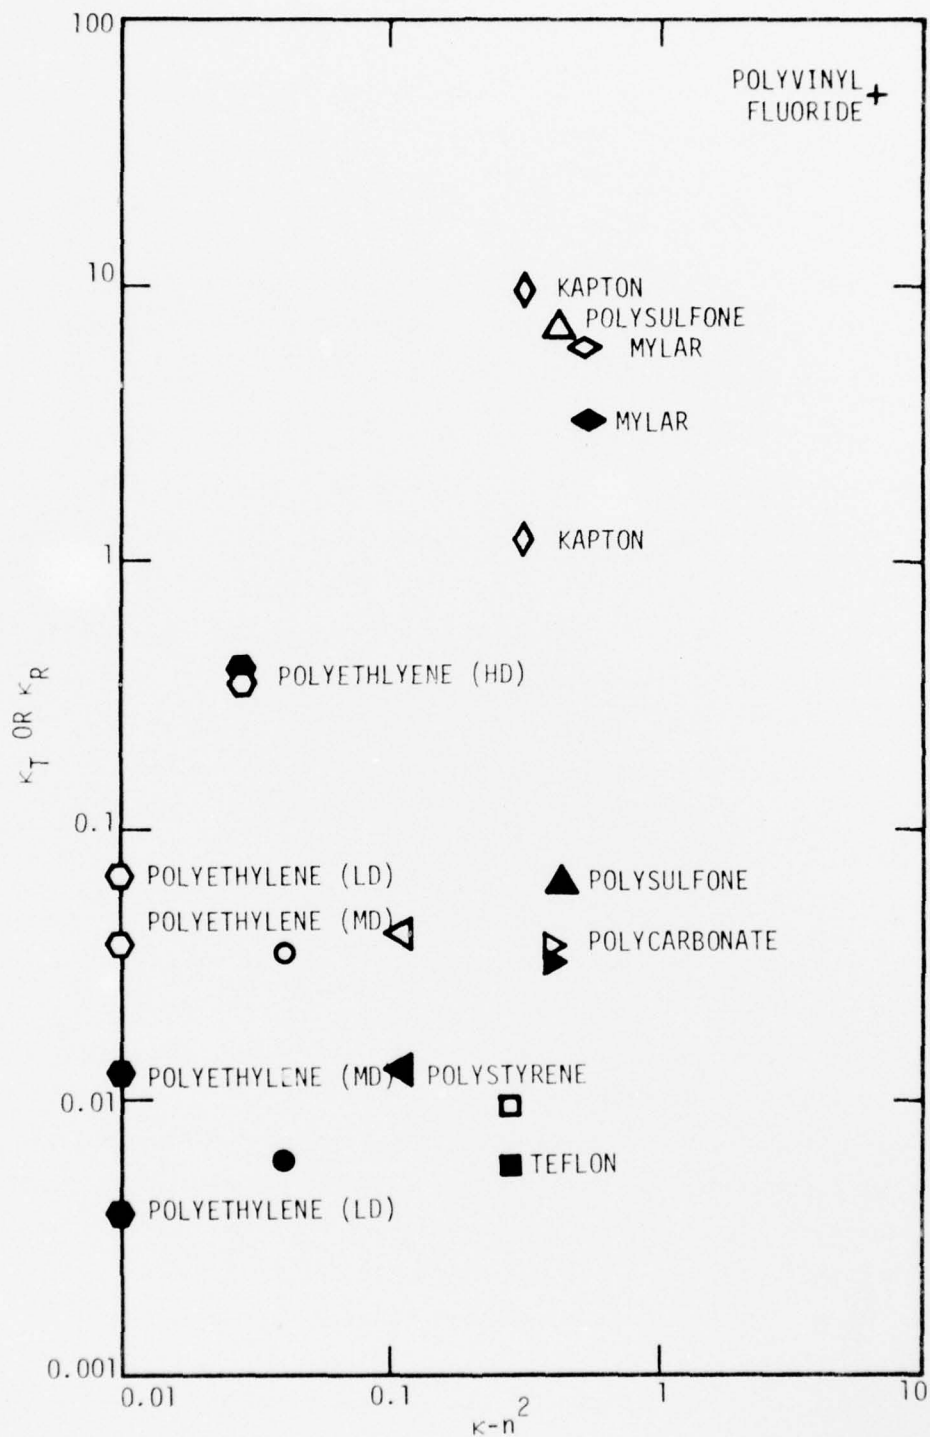 100
POLYVINYL
FLUORIDE
10
KAPTON
POLYSULFONE
MYLAR
MYLAR
1
KAPTON
κT OR κR
POLYETHLYENE (HD)
0.1
POLYETHYLENE (LD)
POLYSULFONE
POLYETHYLENE (MD)
POLYCARBONATE
POLYETHYLENE (MD)
POLYSTYRENE
0.01
TEFLON
POLYETHYLENE (LD)
0.001
0.01
0.1
1
10
κ-n²